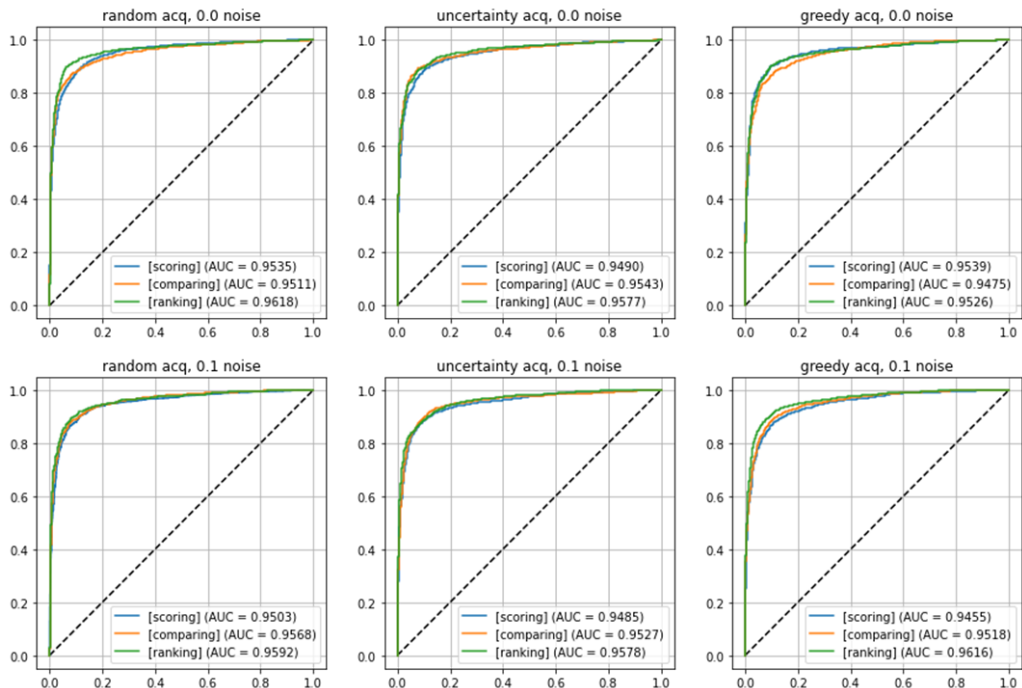 random acq, 0.0 noise
1.0
0.8
0.6
0.4
0.2
0.0
[scoring] (AUC = 0.9535)
[comparing] (AUC = 0.9511)
[ranking] (AUC = 0.9618)
0.0 0.2 0.4 0.6 0.8 1.0
uncertainty acq, 0.0 noise
1.0
0.8
0.6
0.4
0.2
0.0
[scoring] (AUC = 0.9490)
[comparing] (AUC = 0.9543)
[ranking] (AUC = 0.9577)
0.0 0.2 0.4 0.6 0.8 1.0
greedy acq, 0.0 noise
1.0
0.8
0.6
0.4
0.2
0.0
[scoring] (AUC = 0.9539)
[comparing] (AUC = 0.9475)
[ranking] (AUC = 0.9526)
0.0 0.2 0.4 0.6 0.8 1.0
random acq, 0.1 noise
1.0
0.8
0.6
0.4
0.2
0.0
[scoring] (AUC = 0.9503)
[comparing] (AUC = 0.9568)
[ranking] (AUC = 0.9592)
0.0 0.2 0.4 0.6 0.8 1.0
uncertainty acq, 0.1 noise
1.0
0.8
0.6
0.4
0.2
0.0
[scoring] (AUC = 0.9485)
[comparing] (AUC = 0.9527)
[ranking] (AUC = 0.9578)
0.0 0.2 0.4 0.6 0.8 1.0
greedy acq, 0.1 noise
1.0
0.8
0.6
0.4
0.2
0.0
[scoring] (AUC = 0.9455)
[comparing] (AUC = 0.9518)
[ranking] (AUC = 0.9616)
0.0 0.2 0.4 0.6 0.8 1.0